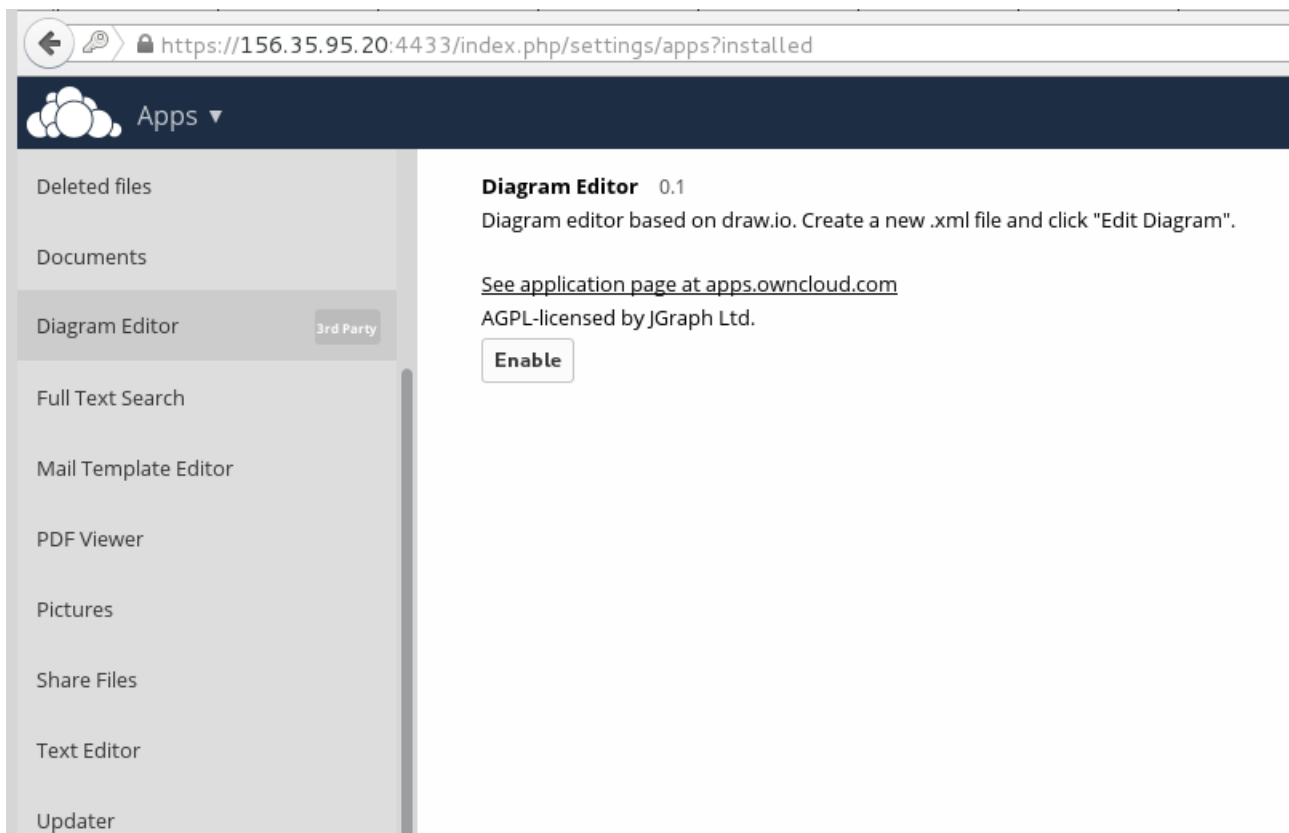 https://156.35.95.20:4433/index.php/settings/apps?installed
Apps ▼
Deleted files
Documents
Diagram Editor 3rd Party
Full Text Search
Mail Template Editor
PDF Viewer
Pictures
Share Files
Text Editor
Updater
Diagram Editor 0.1
Diagram editor based on draw.io. Create a new .xml file and click "Edit Diagram".
See application page at apps.owncloud.com
AGPL-licensed by JGraph Ltd.
Enable